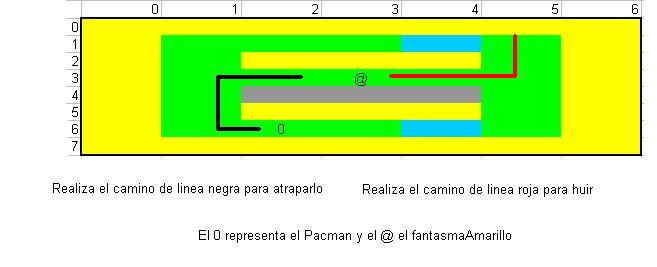 0 1 2 3 4 5 6
0
1
2
3 @
4
5
6 0
7
Realiza el camino de linea negra para atraparlo Realiza el camino de linea roja para huir
El 0 representa el Pacman y el @ el fantasmaAmarillo